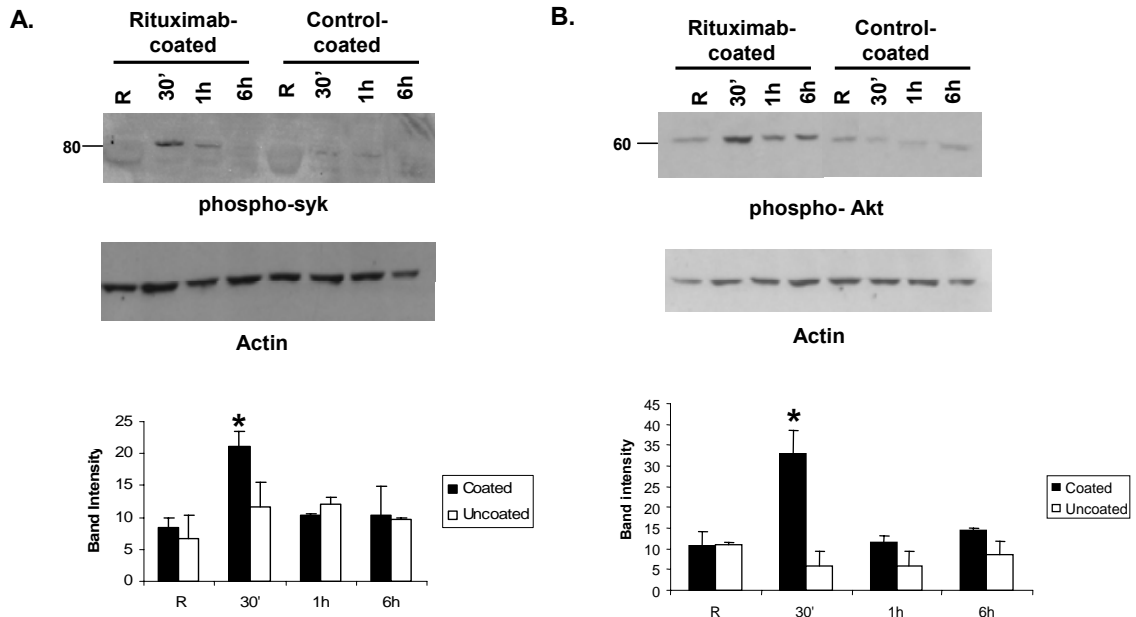 A.
Rituximab-
coated
Control-
coated
R 30' 1h 6h R 30' 1h 6h
80
phospho-syk
Actin
25
20
15
10
5
0
Band Intensity
*
R 30' 1h 6h
Coated
Uncoated
B.
Rituximab-
coated
Control-
coated
R 30' 1h 6h R 30' 1h 6h
60
phospho- Akt
Actin
45
40
35
30
25
20
15
10
5
0
Band intensity
*
R 30' 1h 6h
Coated
Uncoated